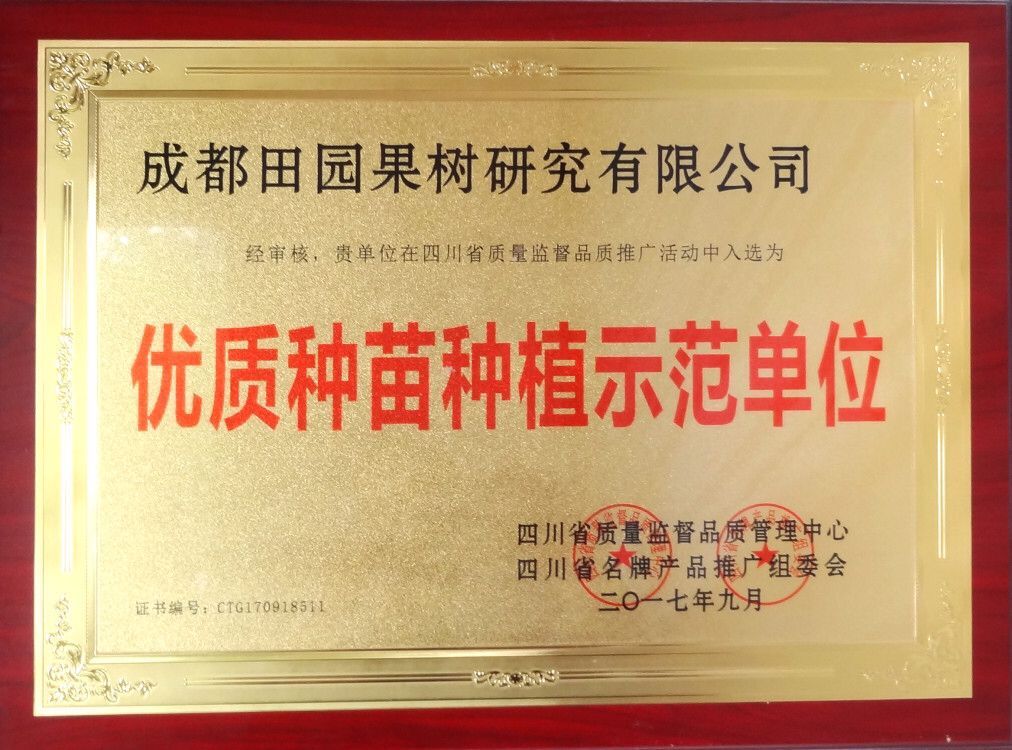 成都田园果树研究有限公司
经审核，贵单位在四川省质量监督品质推广活动中入选为
优质种苗种植示范单位
四川省质量监督品质管理中心
四川省名牌产品推广组委会
二〇一七年九月
证书编号：CTG170918511